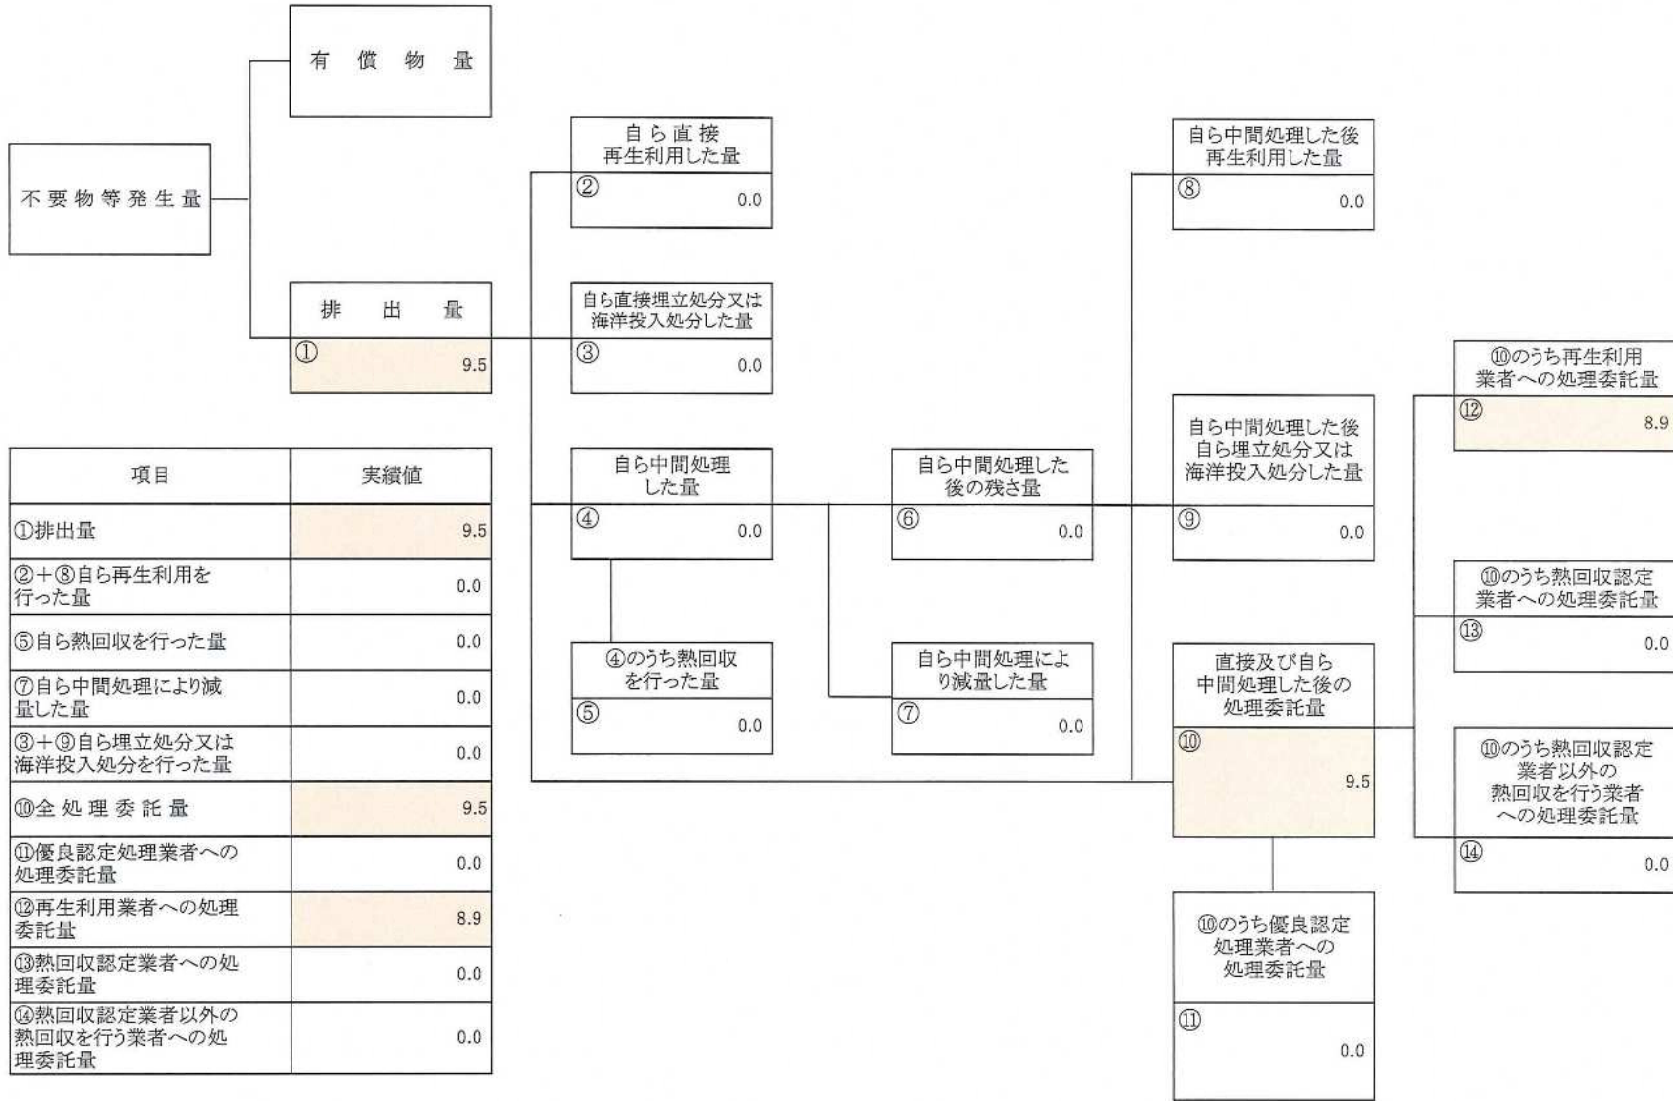 有償物量
不要物等発生量
排出量
①
9.5
自ら直接
再生利用した量
②
0.0
自ら直接埋立処分又は
海洋投入処分した量
③
0.0
自ら中間処理
した量
④
0.0
④のうち熱回収
を行った量
⑤
0.0
自ら中間処理した
後の残さ量
⑥
0.0
自ら中間処理によ
り減量した量
⑦
0.0
自ら中間処理した後
再生利用した量
⑧
0.0
自ら中間処理した後
自ら埋立処分又は
海洋投入処分した量
⑨
0.0
直接及び自ら
中間処理した後の
処理委託量
⑩
9.5
⑩のうち優良認定
処理業者への
処理委託量
⑪
0.0
⑩のうち再生利用
業者への処理委託量
⑫
8.9
⑩のうち熱回収認定
業者への処理委託量
⑬
0.0
⑩のうち熱回収認定
業者以外の
熱回収を行う業者
への処理委託量
⑭
0.0
項目 実績値
①排出量 9.5
②+⑧自ら再生利用を
行った量 0.0
⑤自ら熱回収を行った量 0.0
⑦自ら中間処理により減
量した量 0.0
③+⑨自ら埋立処分又は
海洋投入処分を行った量 0.0
⑩全処理委託量 9.5
⑪優良認定処理業者への
処理委託量 0.0
⑫再生利用業者への処理
委託量 8.9
⑬熱回収認定業者への処
理委託量 0.0
⑭熱回収認定業者以外の
熱回収を行う業者への処
理委託量 0.0